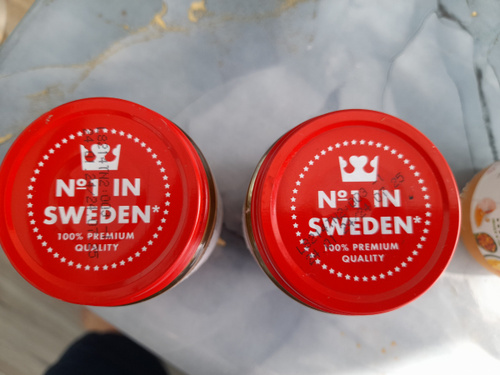 Nº1 IN
SWEDEN*
100% PREMIUM
QUALITY
Nº1 IN
SWEDEN*
100% PREMIUM
QUALITY